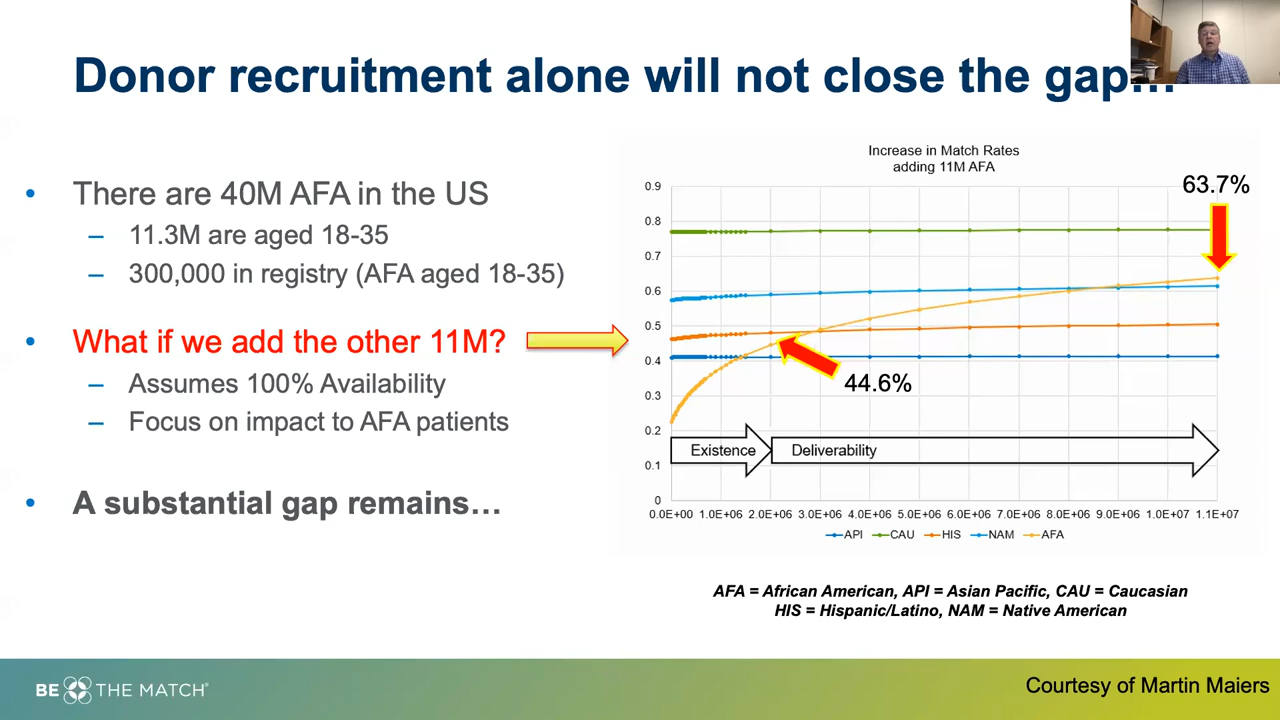 Donor recruitment alone will not close the gap...
• There are 40M AFA in the US
– 11.3M are aged 18-35
– 300,000 in registry (AFA aged 18-35)
• What if we add the other 11M?
– Assumes 100% Availability
– Focus on impact to AFA patients
• A substantial gap remains...
Increase in Match Rates
adding 11M AFA
63.7%
44.6%
0.9
0.8
0.7
0.6
0.5
0.4
0.3
0.2
0.1
0
Existence
Deliverability
0.0E+00 1.0E+06 2.0E+06 3.0E+06 4.0E+06 5.0E+06 6.0E+06 7.0E+06 8.0E+06 9.0E+06 1.0E+07 1.1E+07
API CAU HIS NAM AFA
AFA = African American, API = Asian Pacific, CAU = Caucasian
HIS = Hispanic/Latino, NAM = Native American
BE THE MATCH®
Courtesy of Martin Maiers